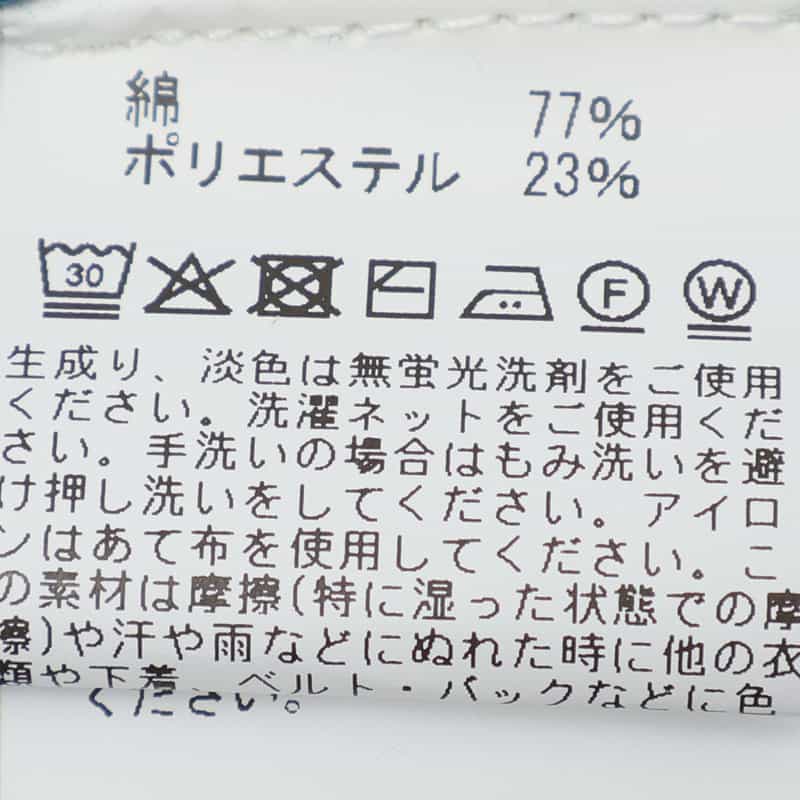 綿 77%
ポリエステル 23%
30 F W
生成り、淡色は無蛍光洗剤をご使用
ください。洗濯ネットをご使用くだ
さい。手洗いの場合はもみ洗いを避
け押し洗いをしてください。アイロ
ンはあて布を使用してください。こ
の素材は摩擦(特に湿った状態での摩
擦)や汗や雨などにぬれた時に他の衣
類や下着、ベルト・バックなどに色
ください。